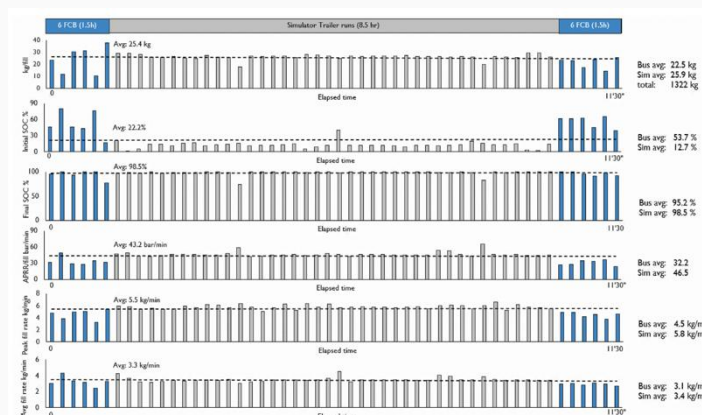 6 FCB (1.5h) Simulator Trailer runs (8.5 hr) 6 FCB (1.5h)
Avg: 25.4 kg
kg/fill
40
30
20
10
0
0 Elapsed time 11'30"
Bus avg: 22.5 kg
Sim avg: 25.9 kg
total: 1322 kg
Avg: 22.2%
Initial SOC %
90
60
30
0
0 Elapsed time 11'30"
Bus avg: 53.7 %
Sim avg: 12.7 %
Avg: 98.5%
Final SOC %
100
50
0
0 Elapsed time 11'30
Bus avg: 95.2 %
Sim avg: 98.5 %
Avg: 43.2 bar/min
APRR/fill bar/min
90
60
30
0
0 Elapsed time 11'30
Bus avg: 32.2
Sim avg: 46.5
Avg: 5.5 kg/min
Peak fill rate kg/min
8
6
4
2
0
0 Elapsed time 11'30
Bus avg: 4.5 kg/m
Sim avg: 5.8 kg/m
Avg: 3.3 kg/min
Avg fill rate kg/min
6
4
2
0
Bus avg: 3.1 kg/m
Sim avg: 3.4 kg/m